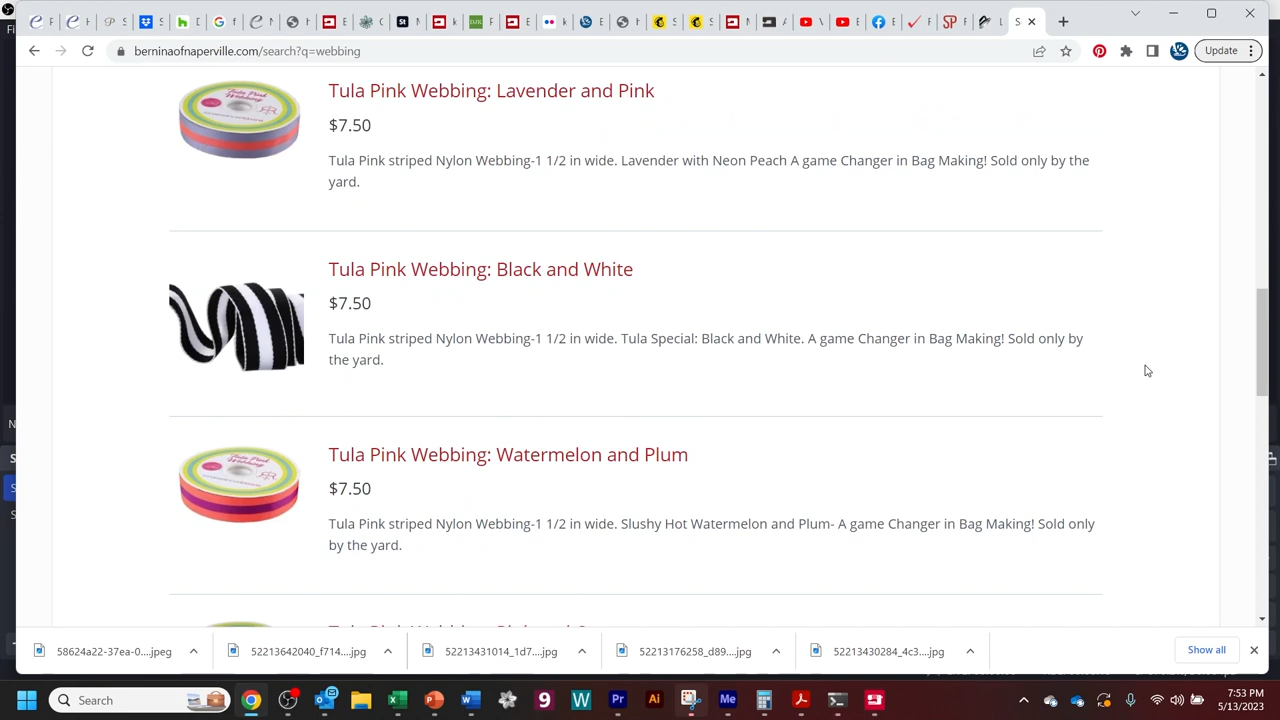 berninaofnaperville.com/search?q=webbing
Update
Tula Pink Webbing: Lavender and Pink
$7.50
Tula Pink striped Nylon Webbing-1 1/2 in wide. Lavender with Neon Peach A game Changer in Bag Making! Sold only by the
yard.
Tula Pink Webbing: Black and White
$7.50
Tula Pink striped Nylon Webbing-1 1/2 in wide. Tula Special: Black and White. A game Changer in Bag Making! Sold only by
the yard.
Tula Pink Webbing: Watermelon and Plum
$7.50
Tula Pink striped Nylon Webbing-1 1/2 in wide. Slushy Hot Watermelon and Plum- A game Changer in Bag Making! Sold only
by the yard.
58624a22-37ea-0....jpeg
52213642040_f714....jpg
52213431014_1d7....jpg
52213176258_d89....jpg
52213430284_4c3....jpg
Show all
Search
7:53 PM
5/13/2023